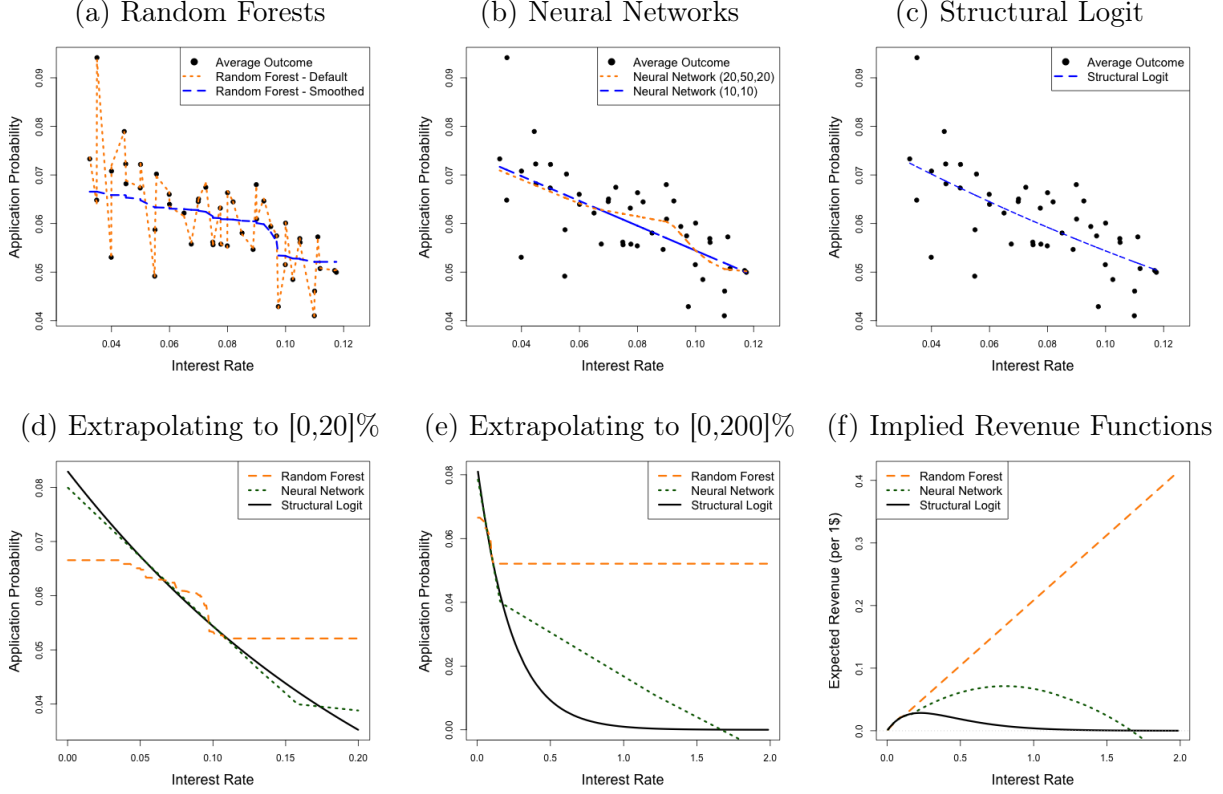 (a) Random Forests
(b) Neural Networks
(c) Structural Logit
Average Outcome
Random Forest - Default
Random Forest - Smoothed
Application Probability
0.04 0.05 0.06 0.07 0.08 0.09
0.04 0.06 0.08 0.10 0.12
Interest Rate
Average Outcome
Neural Network (20,50,20)
Neural Network (10,10)
Application Probability
0.04 0.05 0.06 0.07 0.08 0.09
0.04 0.06 0.08 0.10 0.12
Interest Rate
Average Outcome
Structural Logit
Application Probability
0.04 0.05 0.06 0.07 0.08 0.09
0.04 0.06 0.08 0.10 0.12
Interest Rate
(d) Extrapolating to [0,20]%
(e) Extrapolating to [0,200]%
(f) Implied Revenue Functions
Random Forest
Neural Network
Structural Logit
Application Probability
0.04 0.05 0.06 0.07 0.08
0.00 0.05 0.10 0.15 0.20
Interest Rate
Random Forest
Neural Network
Structural Logit
Application Probability
0.00 0.02 0.04 0.06 0.08
0.0 0.5 1.0 1.5 2.0
Interest Rate
Random Forest
Neural Network
Structural Logit
Expected Revenue (per 1$)
0.0 0.1 0.2 0.3 0.4
0.0 0.5 1.0 1.5 2.0
Interest Rate